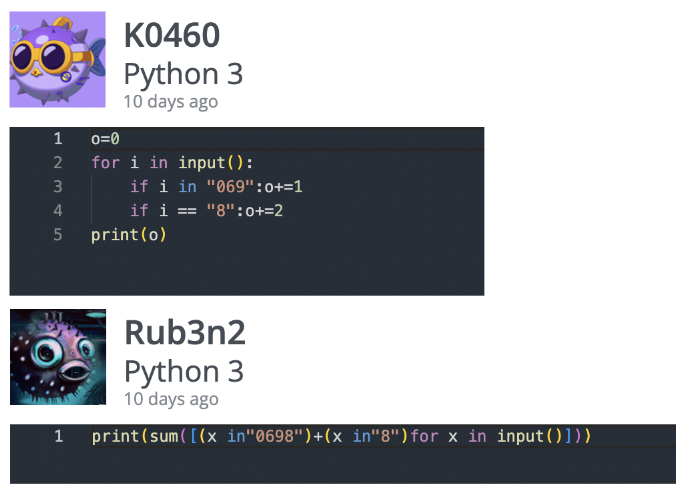 K0460
Python 3
10 days ago
1 o=0
2 for i in input():
3     if i in "069":o+=1
4     if i == "8":o+=2
5 print(o)
Rub3n2
Python 3
10 days ago
1 print(sum([(x in"0698")+(x in"8")for x in input()]))